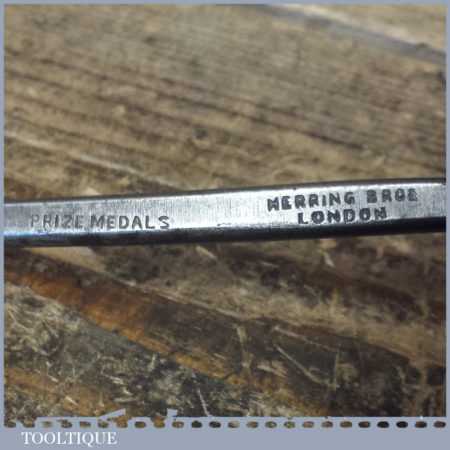 PRIZE MEDALS
HERRING BROS
LONDON
TOOLTIQUE